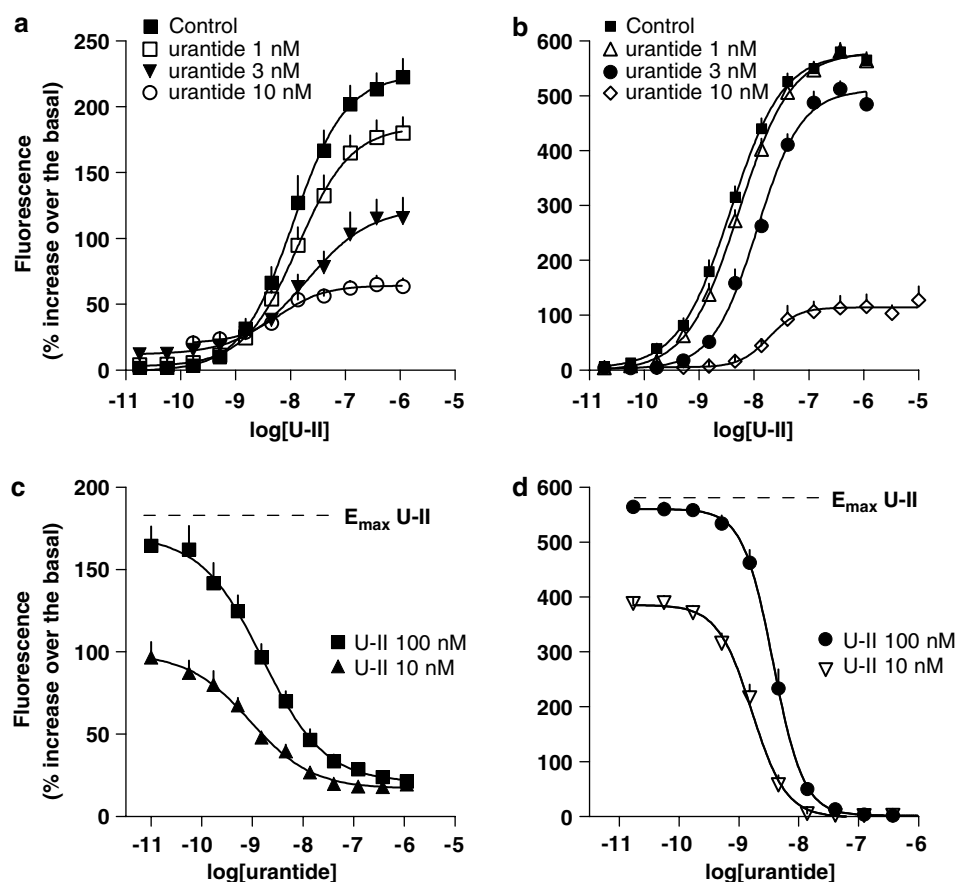 a
■ Control
□ urantide 1 nM
▼ urantide 3 nM
○ urantide 10 nM
Fluorescence
(% increase over the basal)
250
200
150
100
50
0
-11 -10 -9 -8 -7 -6 -5
log[U-II]
b
■ Control
△ urantide 1 nM
● urantide 3 nM
◇ urantide 10 nM
600
500
400
300
200
100
0
-11 -10 -9 -8 -7 -6 -5
log[U-II]
c
Fluorescence
(% increase over the basal)
200
150
100
50
0
E_max U-II
■ U-II 100 nM
▲ U-II 10 nM
-11 -10 -9 -8 -7 -6 -5
log[urantide]
d
600
500
400
300
200
100
0
E_max U-II
● U-II 100 nM
▽ U-II 10 nM
-11 -10 -9 -8 -7 -6
log[urantide]